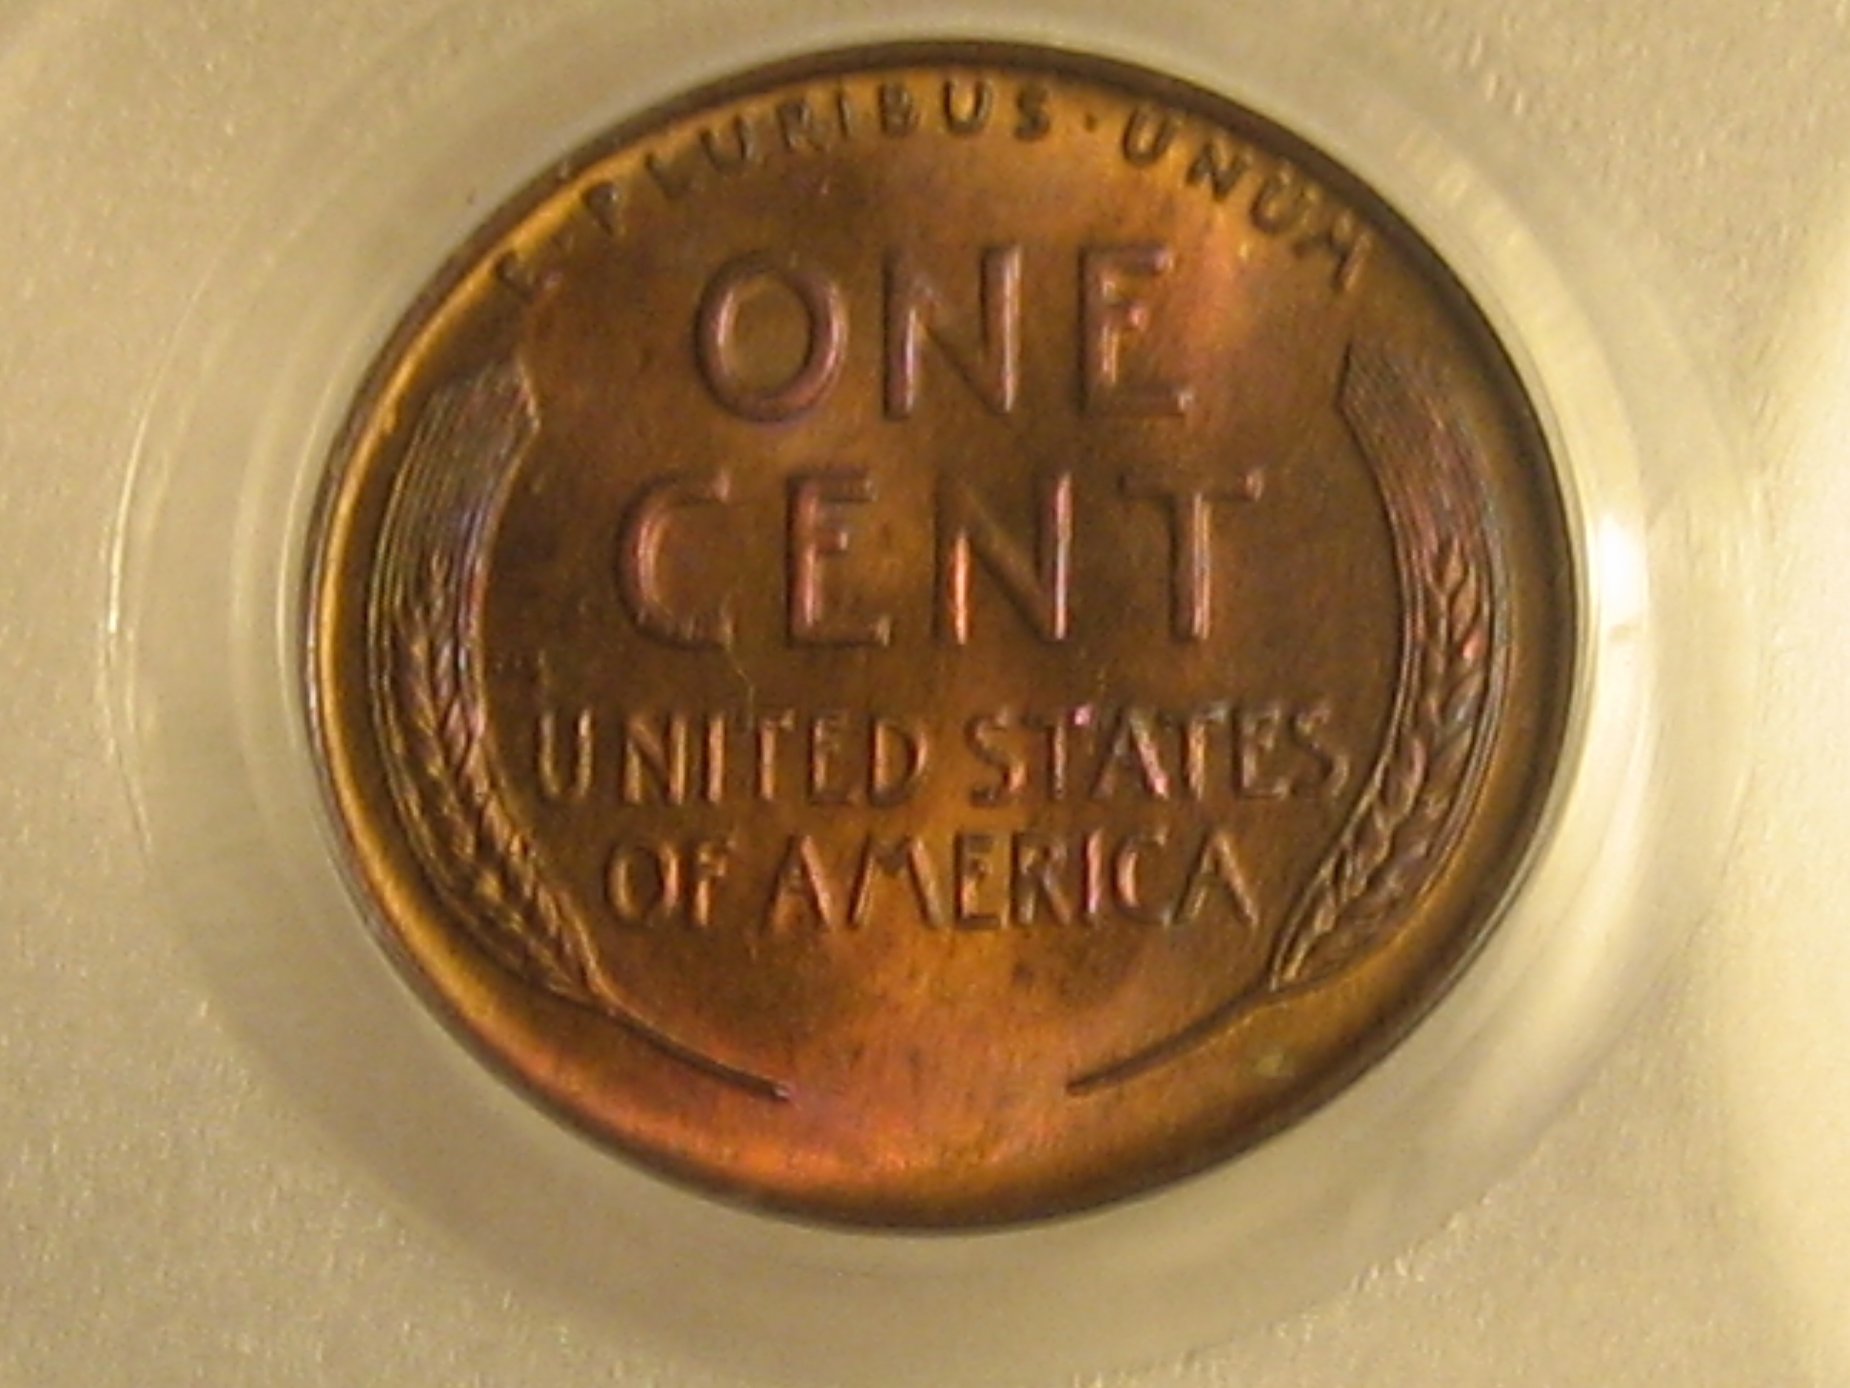 E·PLURIBUS·UNUM
ONE
CENT
UNITED STATES
OF AMERICA